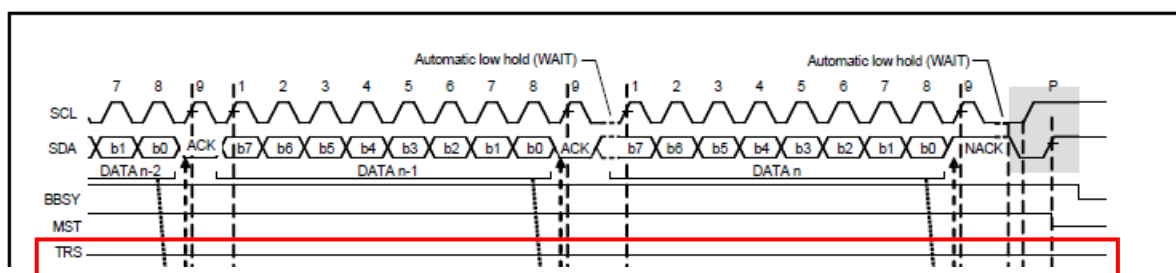 Automatic low hold (WAIT) Automatic low hold (WAIT)
7 8 9 1 2 3 4 5 6 7 8 9 1 2 3 4 5 6 7 8 9 P
SCL
SDA b1 b0 ACK b7 b6 b5 b4 b3 b2 b1 b0 ACK b7 b6 b5 b4 b3 b2 b1 b0 NACK
DATA n-2 DATA n-1 DATA n
BBSY
MST
TRS